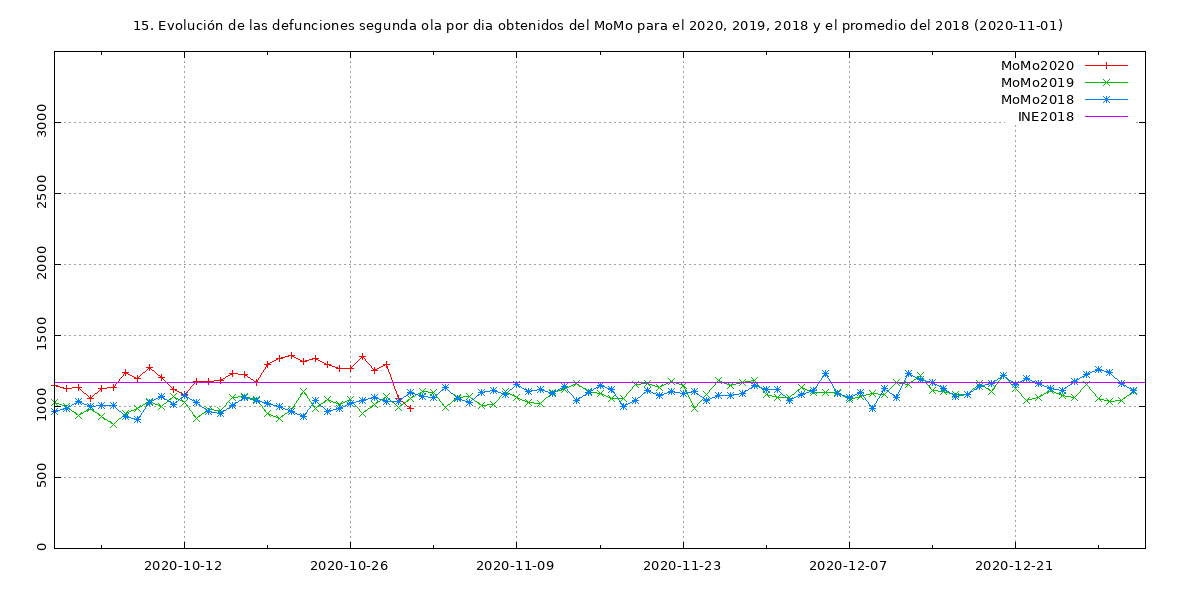 15. Evolución de las defunciones segunda ola por dia obtenidos del MoMo para el 2020, 2019, 2018 y el promedio del 2018 (2020-11-01)
MoMo2020
MoMo2019
MoMo2018
INE2018
3000
2500
2000
1500
1000
500
0
2020-10-12 2020-10-26 2020-11-09 2020-11-23 2020-12-07 2020-12-21